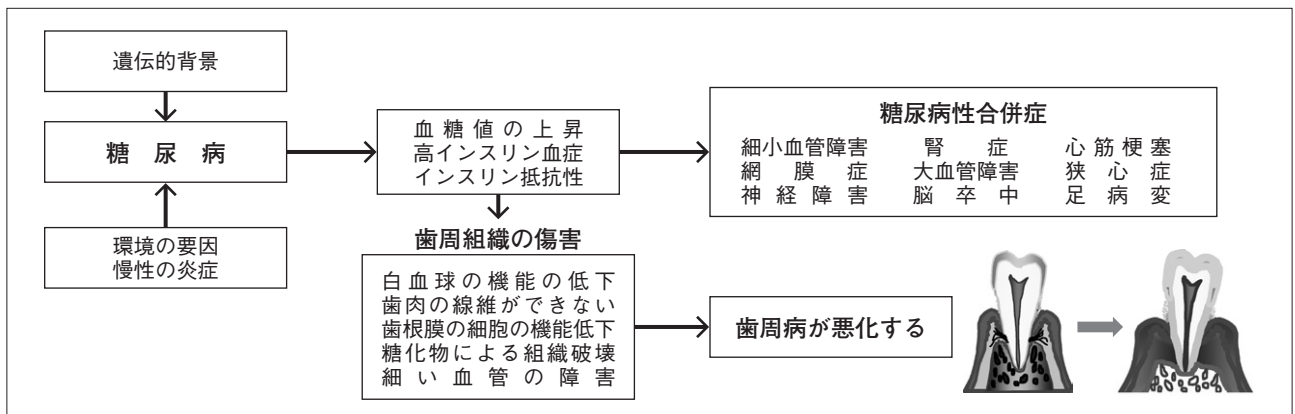 遺伝的背景
糖尿病
環境の要因
慢性の炎症
血糖値の上昇
高インスリン血症
インスリン抵抗性
糖尿病性合併症
細小血管障害 腎症 心筋梗塞
網膜症 大血管障害 狭心症
神経障害 脳卒中 足病変
歯周組織の傷害
白血球の機能の低下
歯肉の線維ができない
歯根膜の細胞の機能低下
糖化物による組織破壊
細い血管の障害
歯周病が悪化する